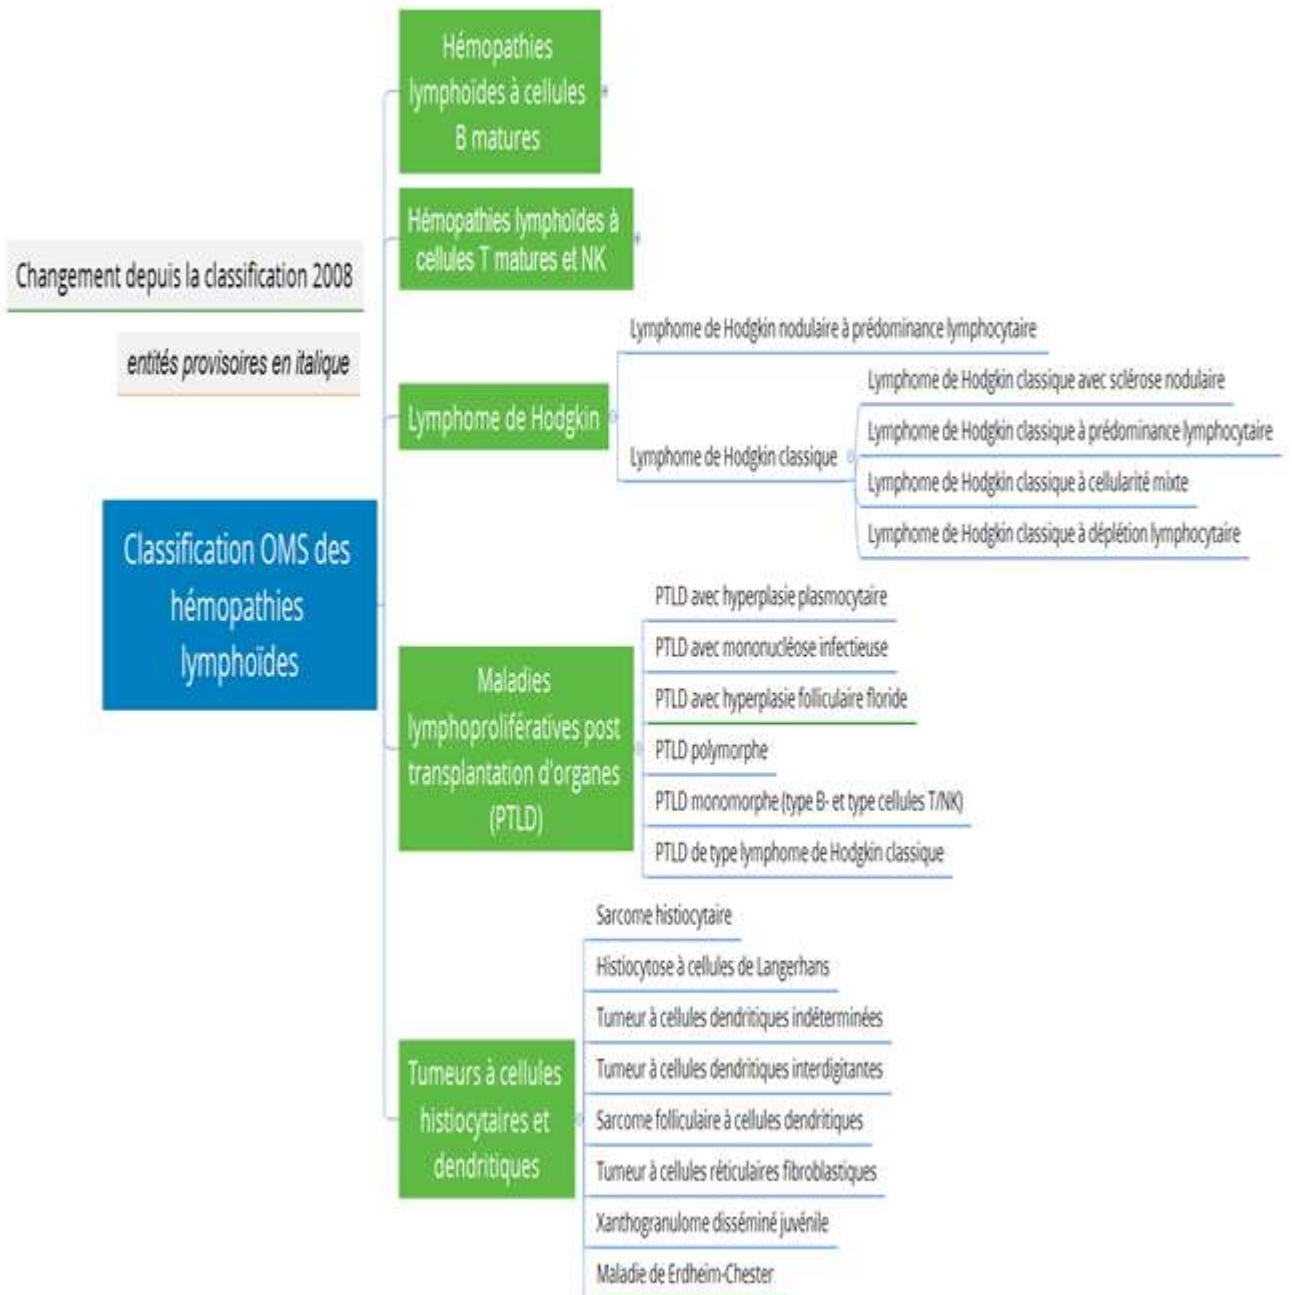 Hémopathies
lymphoïdes à cellules
B matures
Hémopathies lymphoïdes à
cellules T matures et NK
Changement depuis la classification 2008
entités provisoires en italique
Lymphome de Hodgkin
Lymphome de Hodgkin nodulaire à prédominance lymphocytaire
Lymphome de Hodgkin classique
Lymphome de Hodgkin classique avec sclérose nodulaire
Lymphome de Hodgkin classique à prédominance lymphocytaire
Lymphome de Hodgkin classique à cellularité mixte
Lymphome de Hodgkin classique à déplétion lymphocytaire
Classification OMS des
hémopathies
lymphoïdes
Maladies
lymphoprolifératives post
transplantation d'organes
(PTLD)
PTLD avec hyperplasie plasmocytaire
PTLD avec mononucléose infectieuse
PTLD avec hyperplasie folliculaire floride
PTLD polymorphe
PTLD monomorphe (type B- et type cellules T/NK)
PTLD de type lymphome de Hodgkin classique
Tumeurs à cellules
histiocytaires et
dendritiques
Sarcome histiocytaire
Histiocytose à cellules de Langerhans
Tumeur à cellules dendritiques indéterminées
Tumeur à cellules dendritiques interdigitantes
Sarcome folliculaire à cellules dendritiques
Tumeur à cellules réticulaires fibroblastiques
Xanthogranulome disséminé juvénile
Maladie de Erdheim-Chester